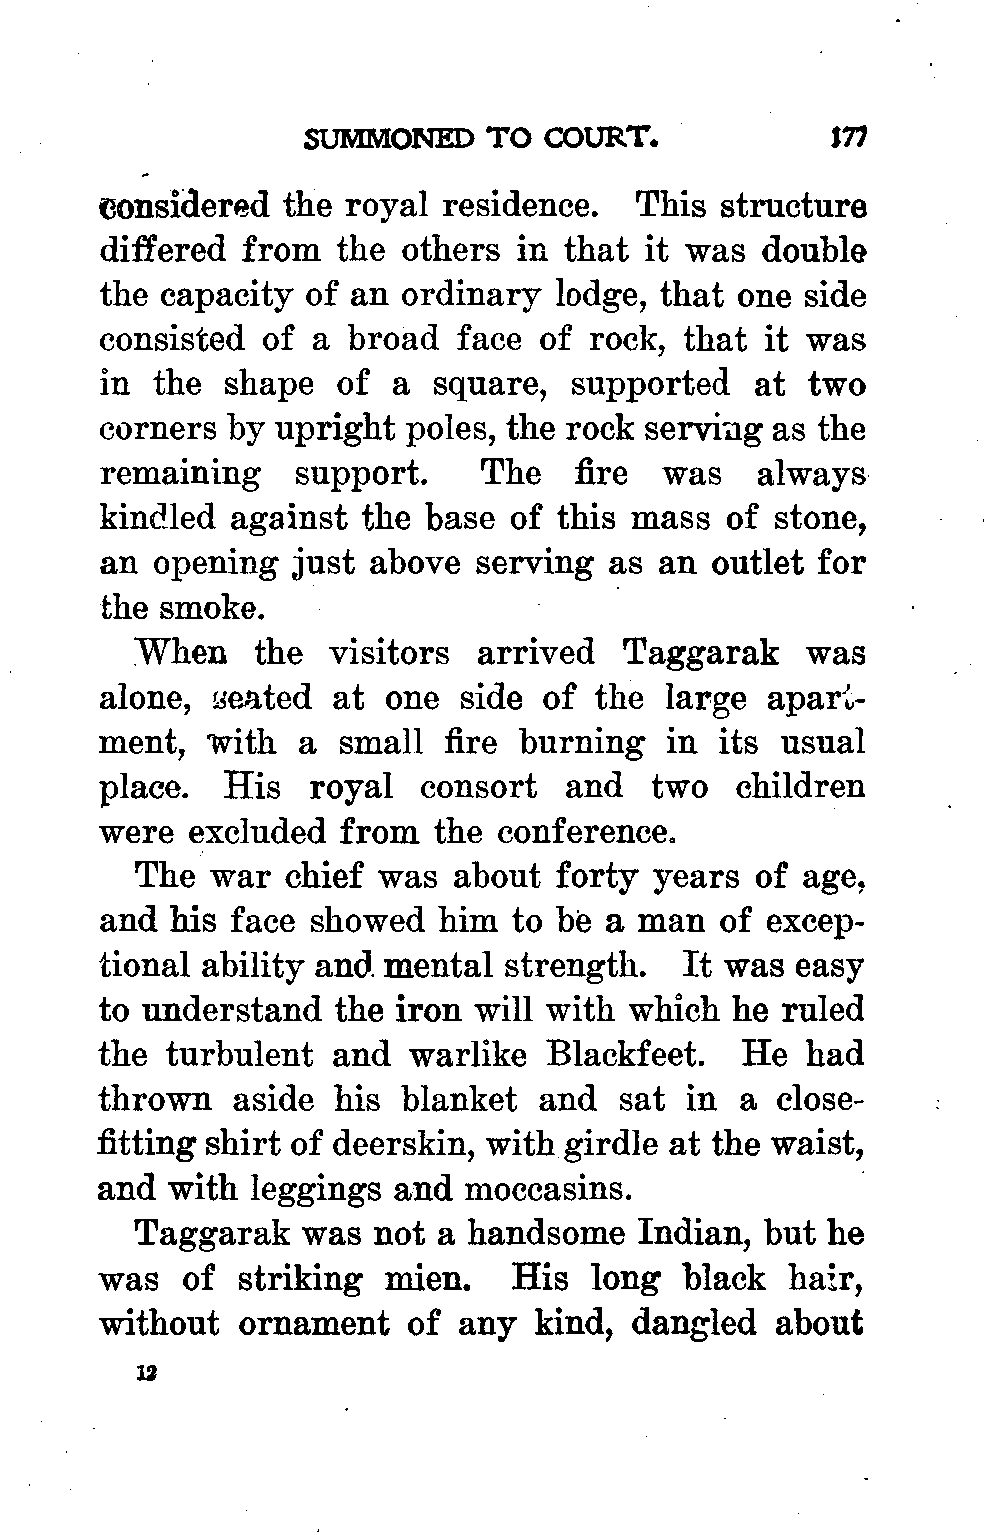 SUMMONED TO COURT. 177
considered the royal residence. This structure
differed from the others in that it was double
the capacity of an ordinary lodge, that one side
consisted of a broad face of rock, that it was
in the shape of a square, supported at two
corners by upright poles, the rock serving as the
remaining support. The fire was always
kindled against the base of this mass of stone,
an opening just above serving as an outlet for
the smoke.
When the visitors arrived Taggarak was
alone, seated at one side of the large apart-
ment, with a small fire burning in its usual
place. His royal consort and two children
were excluded from the conference.
The war chief was about forty years of age,
and his face showed him to be a man of excep-
tional ability and mental strength. It was easy
to understand the iron will with which he ruled
the turbulent and warlike Blackfeet. He had
thrown aside his blanket and sat in a close-
fitting shirt of deerskin, with girdle at the waist,
and with leggings and moccasins.
Taggarak was not a handsome Indian, but he
was of striking mien. His long black hair,
without ornament of any kind, dangled about
12